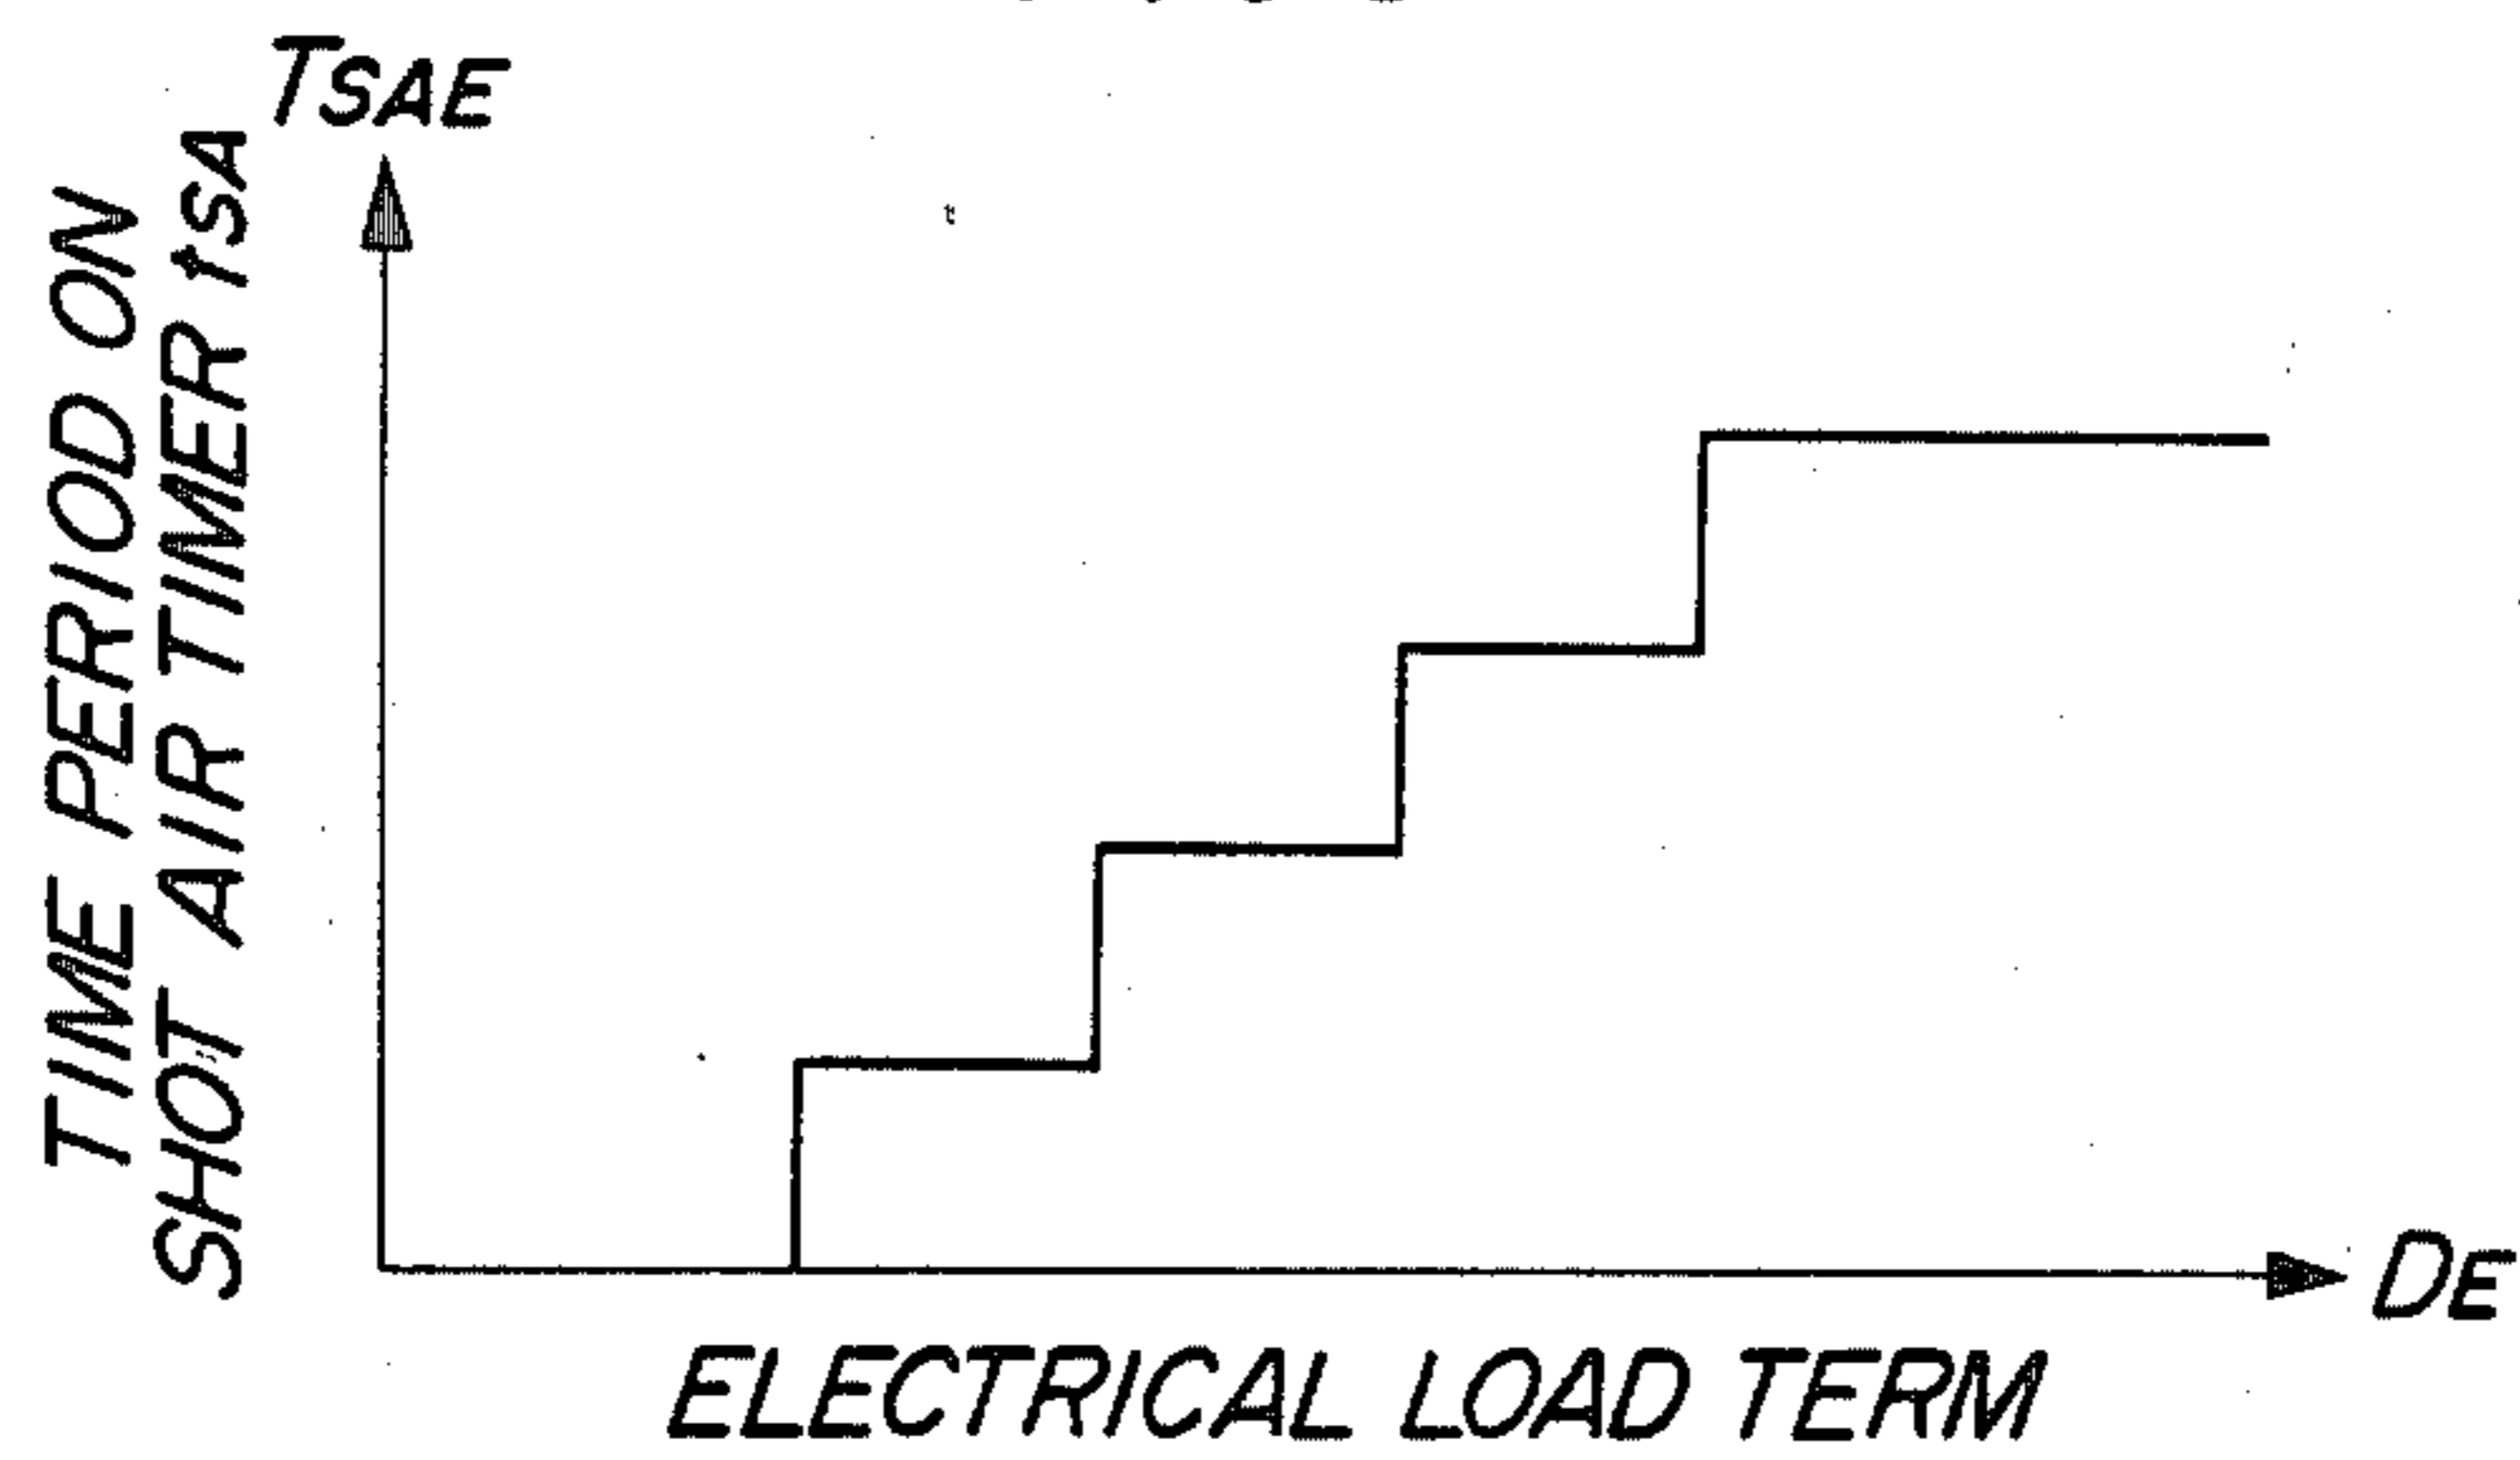 TSAE
TIME PERIOD ON
SHOT AIR TIMER TSA
DE
ELECTRICAL LOAD TERM